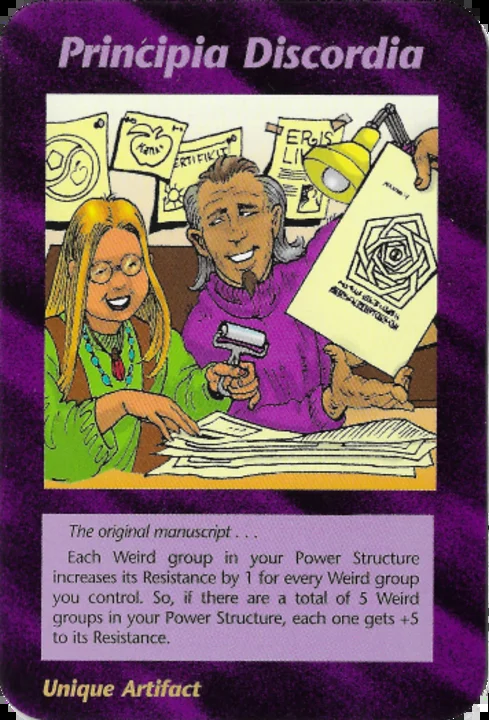 Principia Discordia
ERTIFIKIT
ERIS
LI
The original manuscript . . .
Each Weird group in your Power Structure
increases its Resistance by 1 for every Weird group
you control. So, if there are a total of 5 Weird
groups in your Power Structure, each one gets +5
to its Resistance.
Unique Artifact